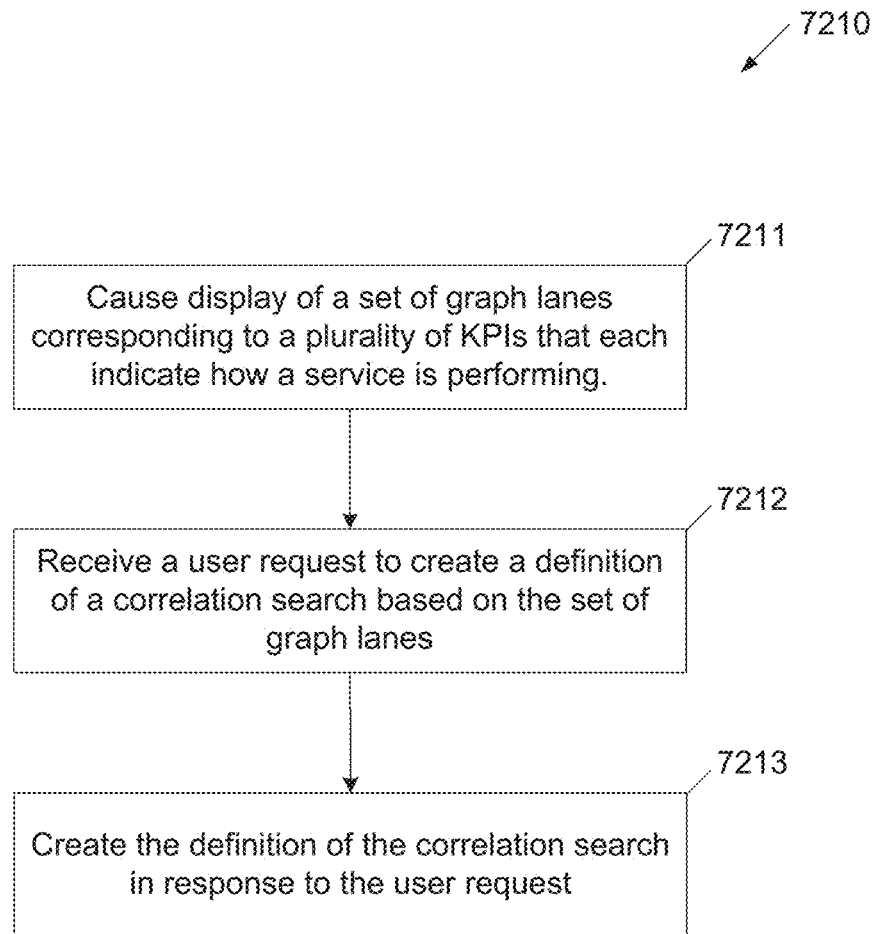 7210
7211
Cause display of a set of graph lanes
corresponding to a plurality of KPIs that each
indicate how a service is performing.
7212
Receive a user request to create a definition
of a correlation search based on the set of
graph lanes
7213
Create the definition of the correlation search
in response to the user request